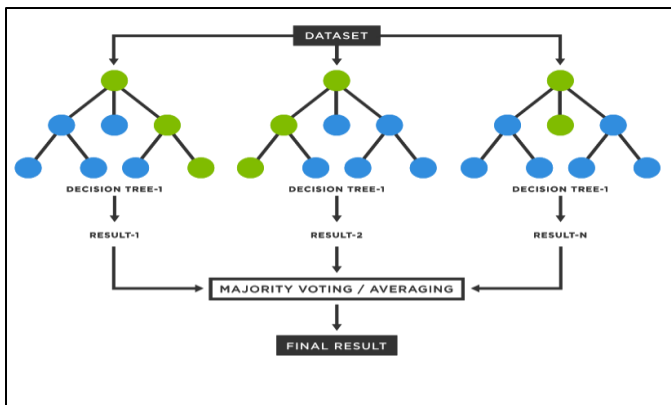 DATASET
DECISION TREE-1
DECISION TREE-1
DECISION TREE-1
RESULT-1
RESULT-2
RESULT-N
MAJORITY VOTING / AVERAGING
FINAL RESULT